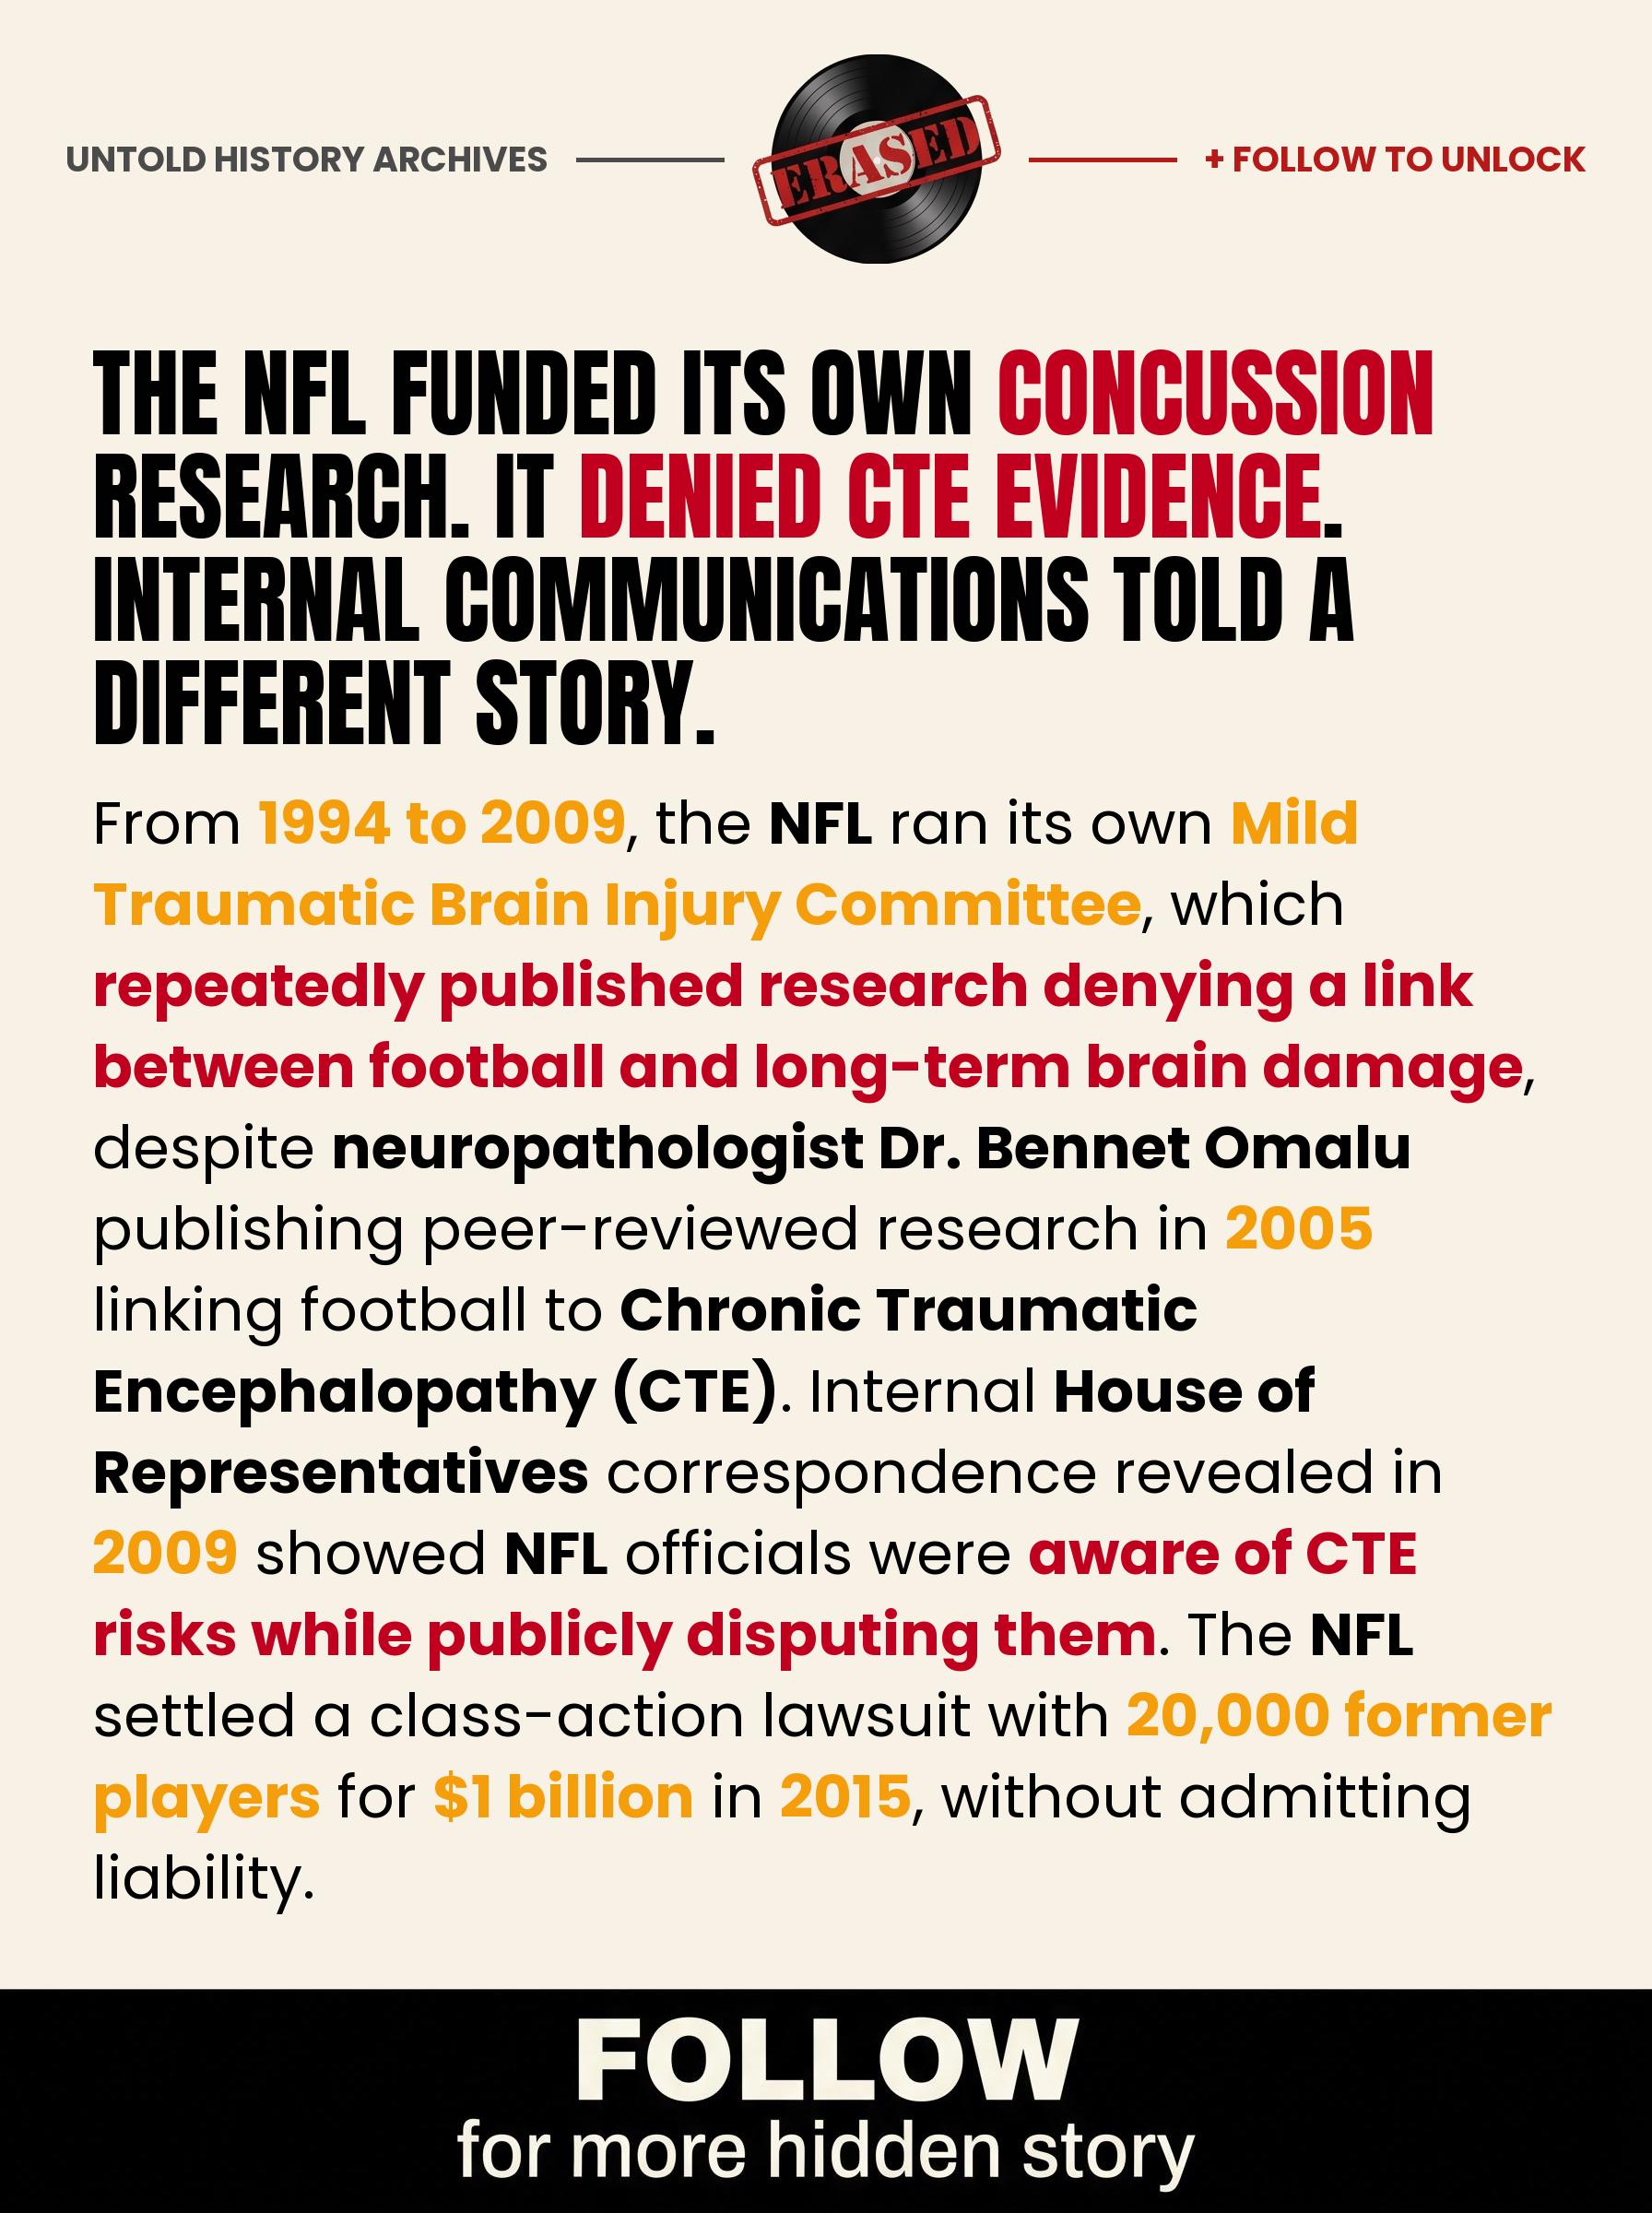 UNTOLD HISTORY ARCHIVES
ERASED
+ FOLLOW TO UNLOCK
THE NFL FUNDED ITS OWN CONCUSSION
RESEARCH. IT DENIED CTE EVIDENCE.
INTERNAL COMMUNICATIONS TOLD A
DIFFERENT STORY.
From 1994 to 2009, the NFL ran its own Mild
Traumatic Brain Injury Committee, which
repeatedly published research denying a link
between football and long-term brain damage,
despite neuropathologist Dr. Bennet Omalu
publishing peer-reviewed research in 2005
linking football to Chronic Traumatic
Encephalopathy (CTE). Internal House of
Representatives correspondence revealed in
2009 showed NFL officials were aware of CTE
risks while publicly disputing them. The NFL
settled a class-action lawsuit with 20,000 former
players for $1 billion in 2015, without admitting
liability.
FOLLOW
for more hidden story